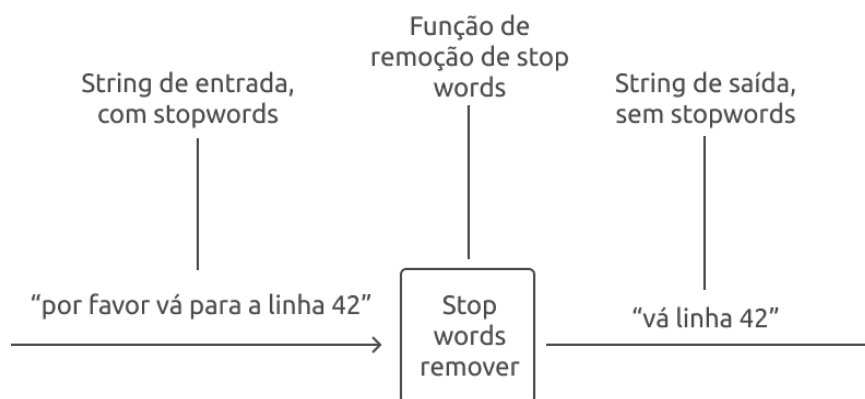 String de entrada,
com stopwords
Função de
remoção de stop
words
String de saída,
sem stopwords
“por favor vá para a linha 42”
Stop
words
remover
“vá linha 42”